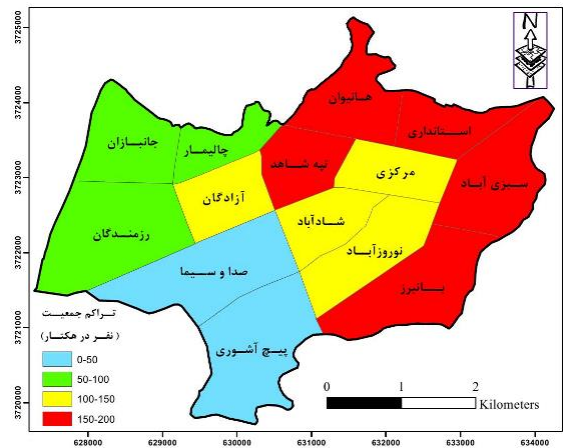 3725000
3724000
3723000
3722000
3721000
3720000
N
هانیوان
استانداری
جانبازان
چالیمار
تپه شاهد
مرکزی
سبزی آباد
آزادگان
رزمندگان
شادآباد
نوروزآباد
صدا و سیما
بانبرز
پیچ آشوری
تراکم جمعیت
(نفر در هکتار)
0-50
50-100
100-150
150-200
0 1 2
Kilometers
628000 629000 630000 631000 632000 633000 634000